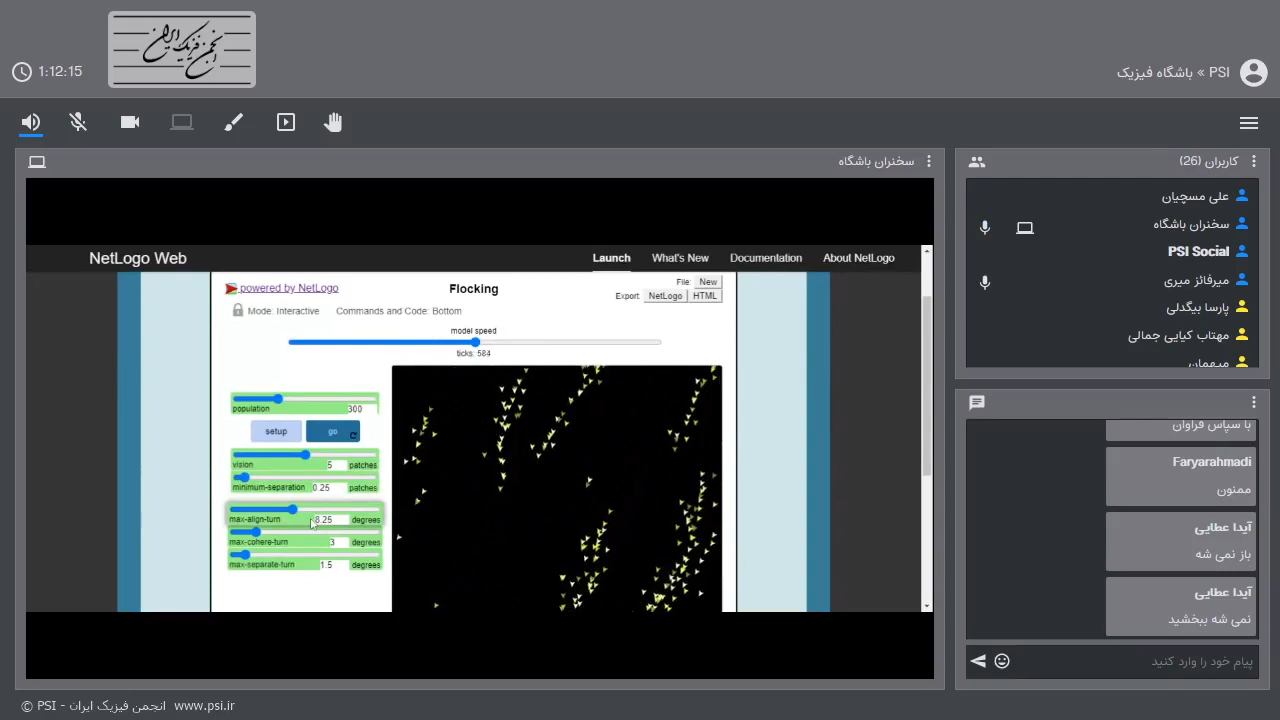 انجمن فیزیک ایران
1:12:15
PSI » باشگاه فیزیک
سخنران باشگاه
NetLogo Web
Launch
What's New
Documentation
About NetLogo
powered by NetLogo
Flocking
File: New
Export: NetLogo HTML
Mode: Interactive
Commands and Code: Bottom
model speed
ticks: 584
population 300
setup
go
vision 5 patches
minimum-separation 0.25 patches
max-align-turn 8.25 degrees
max-cohere-turn 3 degrees
max-separate-turn 1.5 degrees
کاربران (26)
علی مسچیان
سخنران باشگاه
PSI Social
میرفائز میری
پارسا بیگدلی
مهتاب کیایی جمالی
میهمان
با سپاس فراوان
Faryarahmadi
ممنون
آیدا عطایی
باز نمی شه
آیدا عطایی
نمی شه ببخشید
پیام خود را وارد کنید
© PSI - انجمن فیزیک ایران www.psi.ir